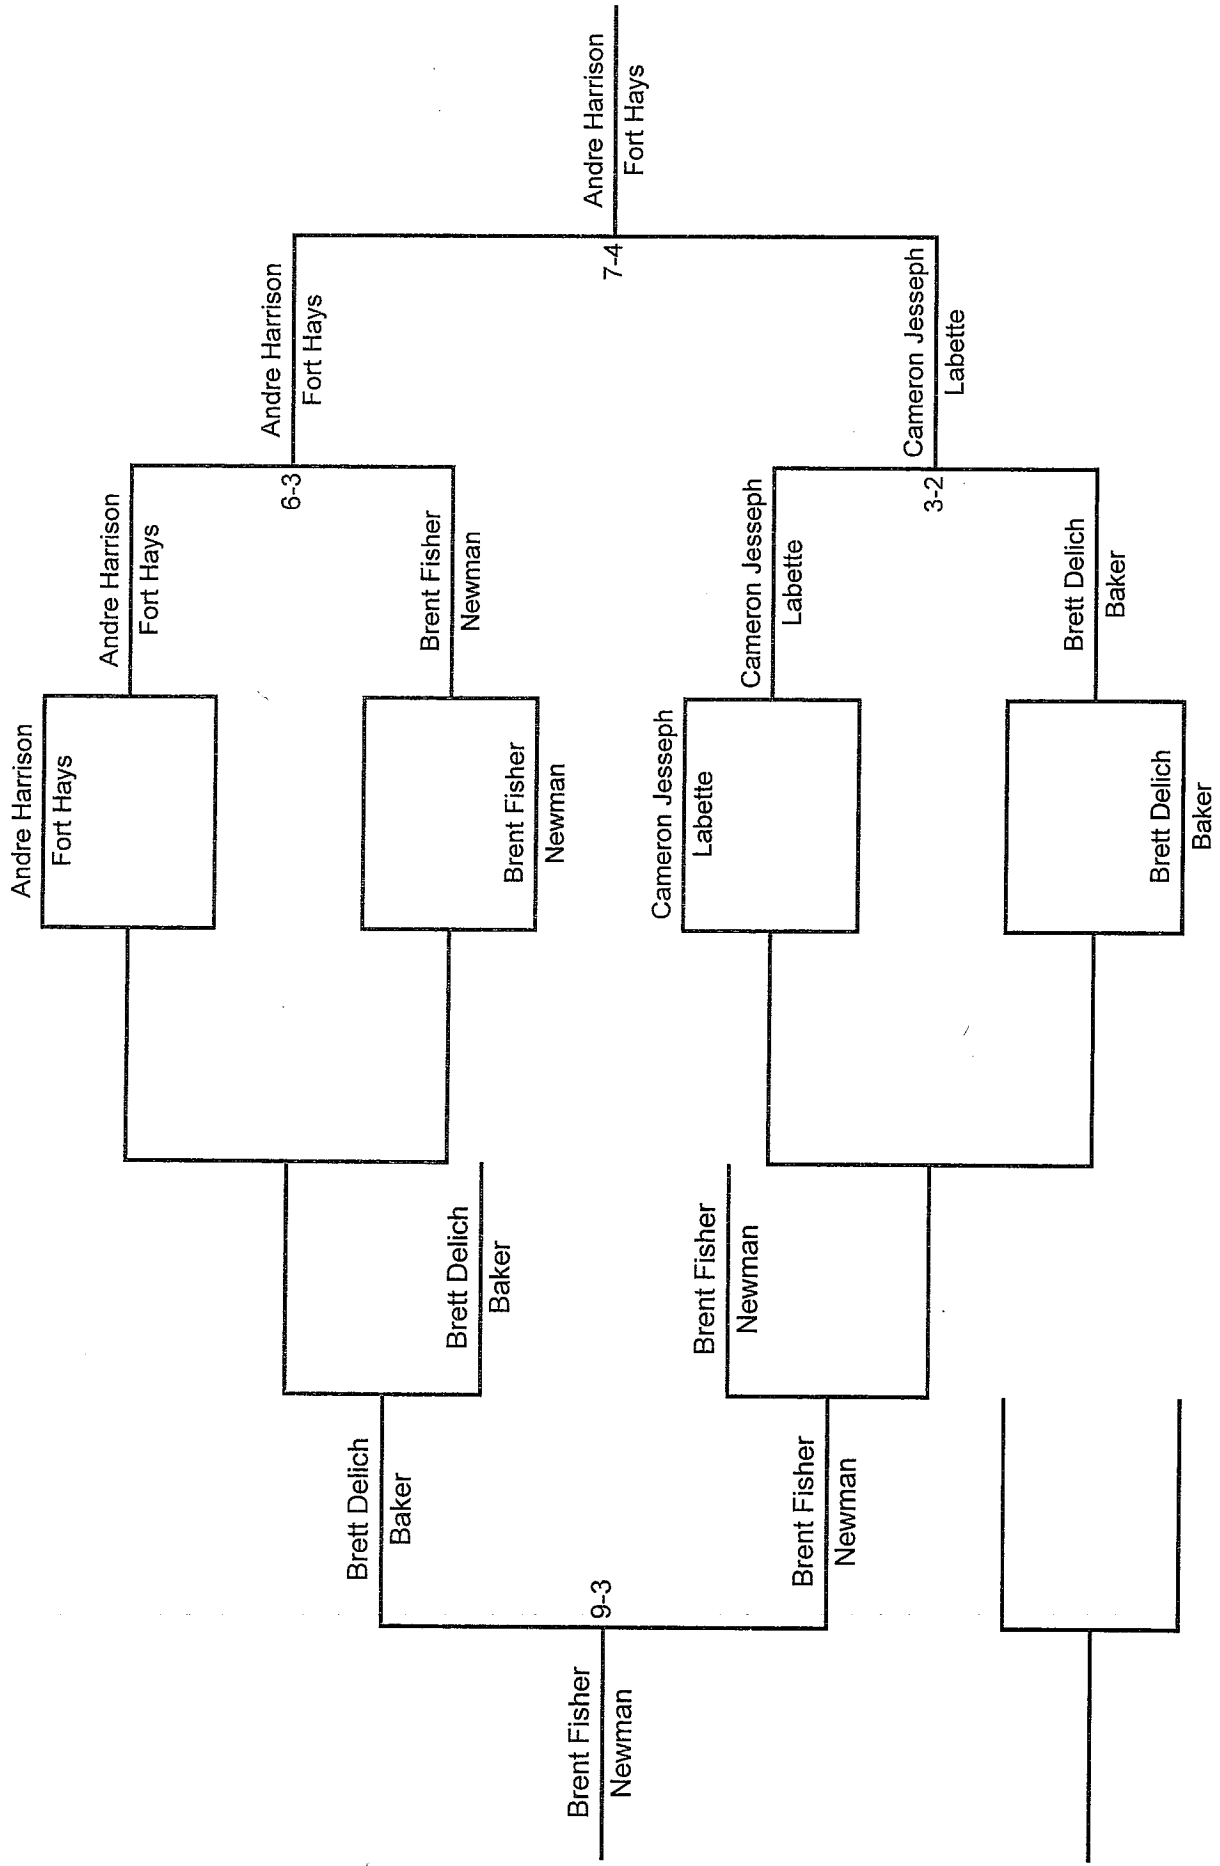 Andre Harrison
Fort Hays
Brent Fisher
Newman
Cameron Jesseph
Labette
Brett Delich
Baker
Andre Harrison
Fort Hays
6-3
Brent Fisher
Newman
Cameron Jesseph
Labette
3-2
Brett Delich
Baker
Andre Harrison
Fort Hays
7-4
Cameron Jesseph
Labette
Andre Harrison
Fort Hays
Brett Delich
Baker
Brent Fisher
Newman
Brett Delich
Baker
9-3
Brent Fisher
Newman
Brent Fisher
Newman